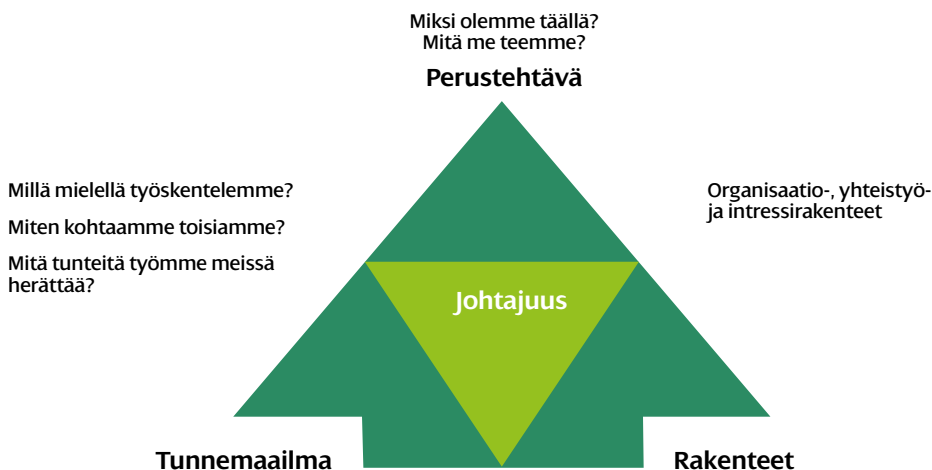 Miksi olemme täällä?
Mitä me teemme?
Perustehtävä
Millä mielellä työskentelemme?
Miten kohtaamme toisiamme?
Mitä tunteitä työmme meissä
herättää?
Organisaatio-, yhteistyö-
ja intressirakenteet
Johtajuus
Tunnemaailma
Rakenteet